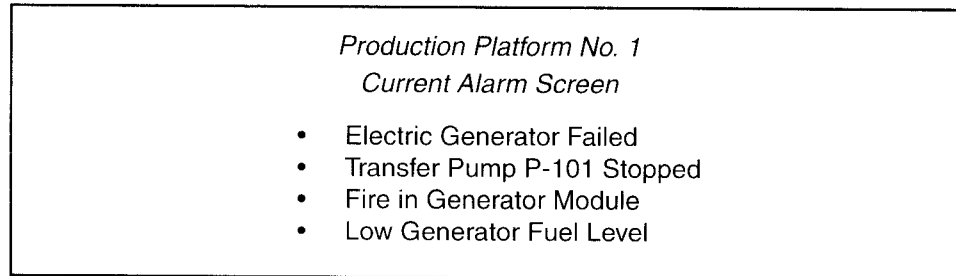 Production Platform No. 1
Current Alarm Screen
• Electric Generator Failed
• Transfer Pump P-101 Stopped
• Fire in Generator Module
• Low Generator Fuel Level